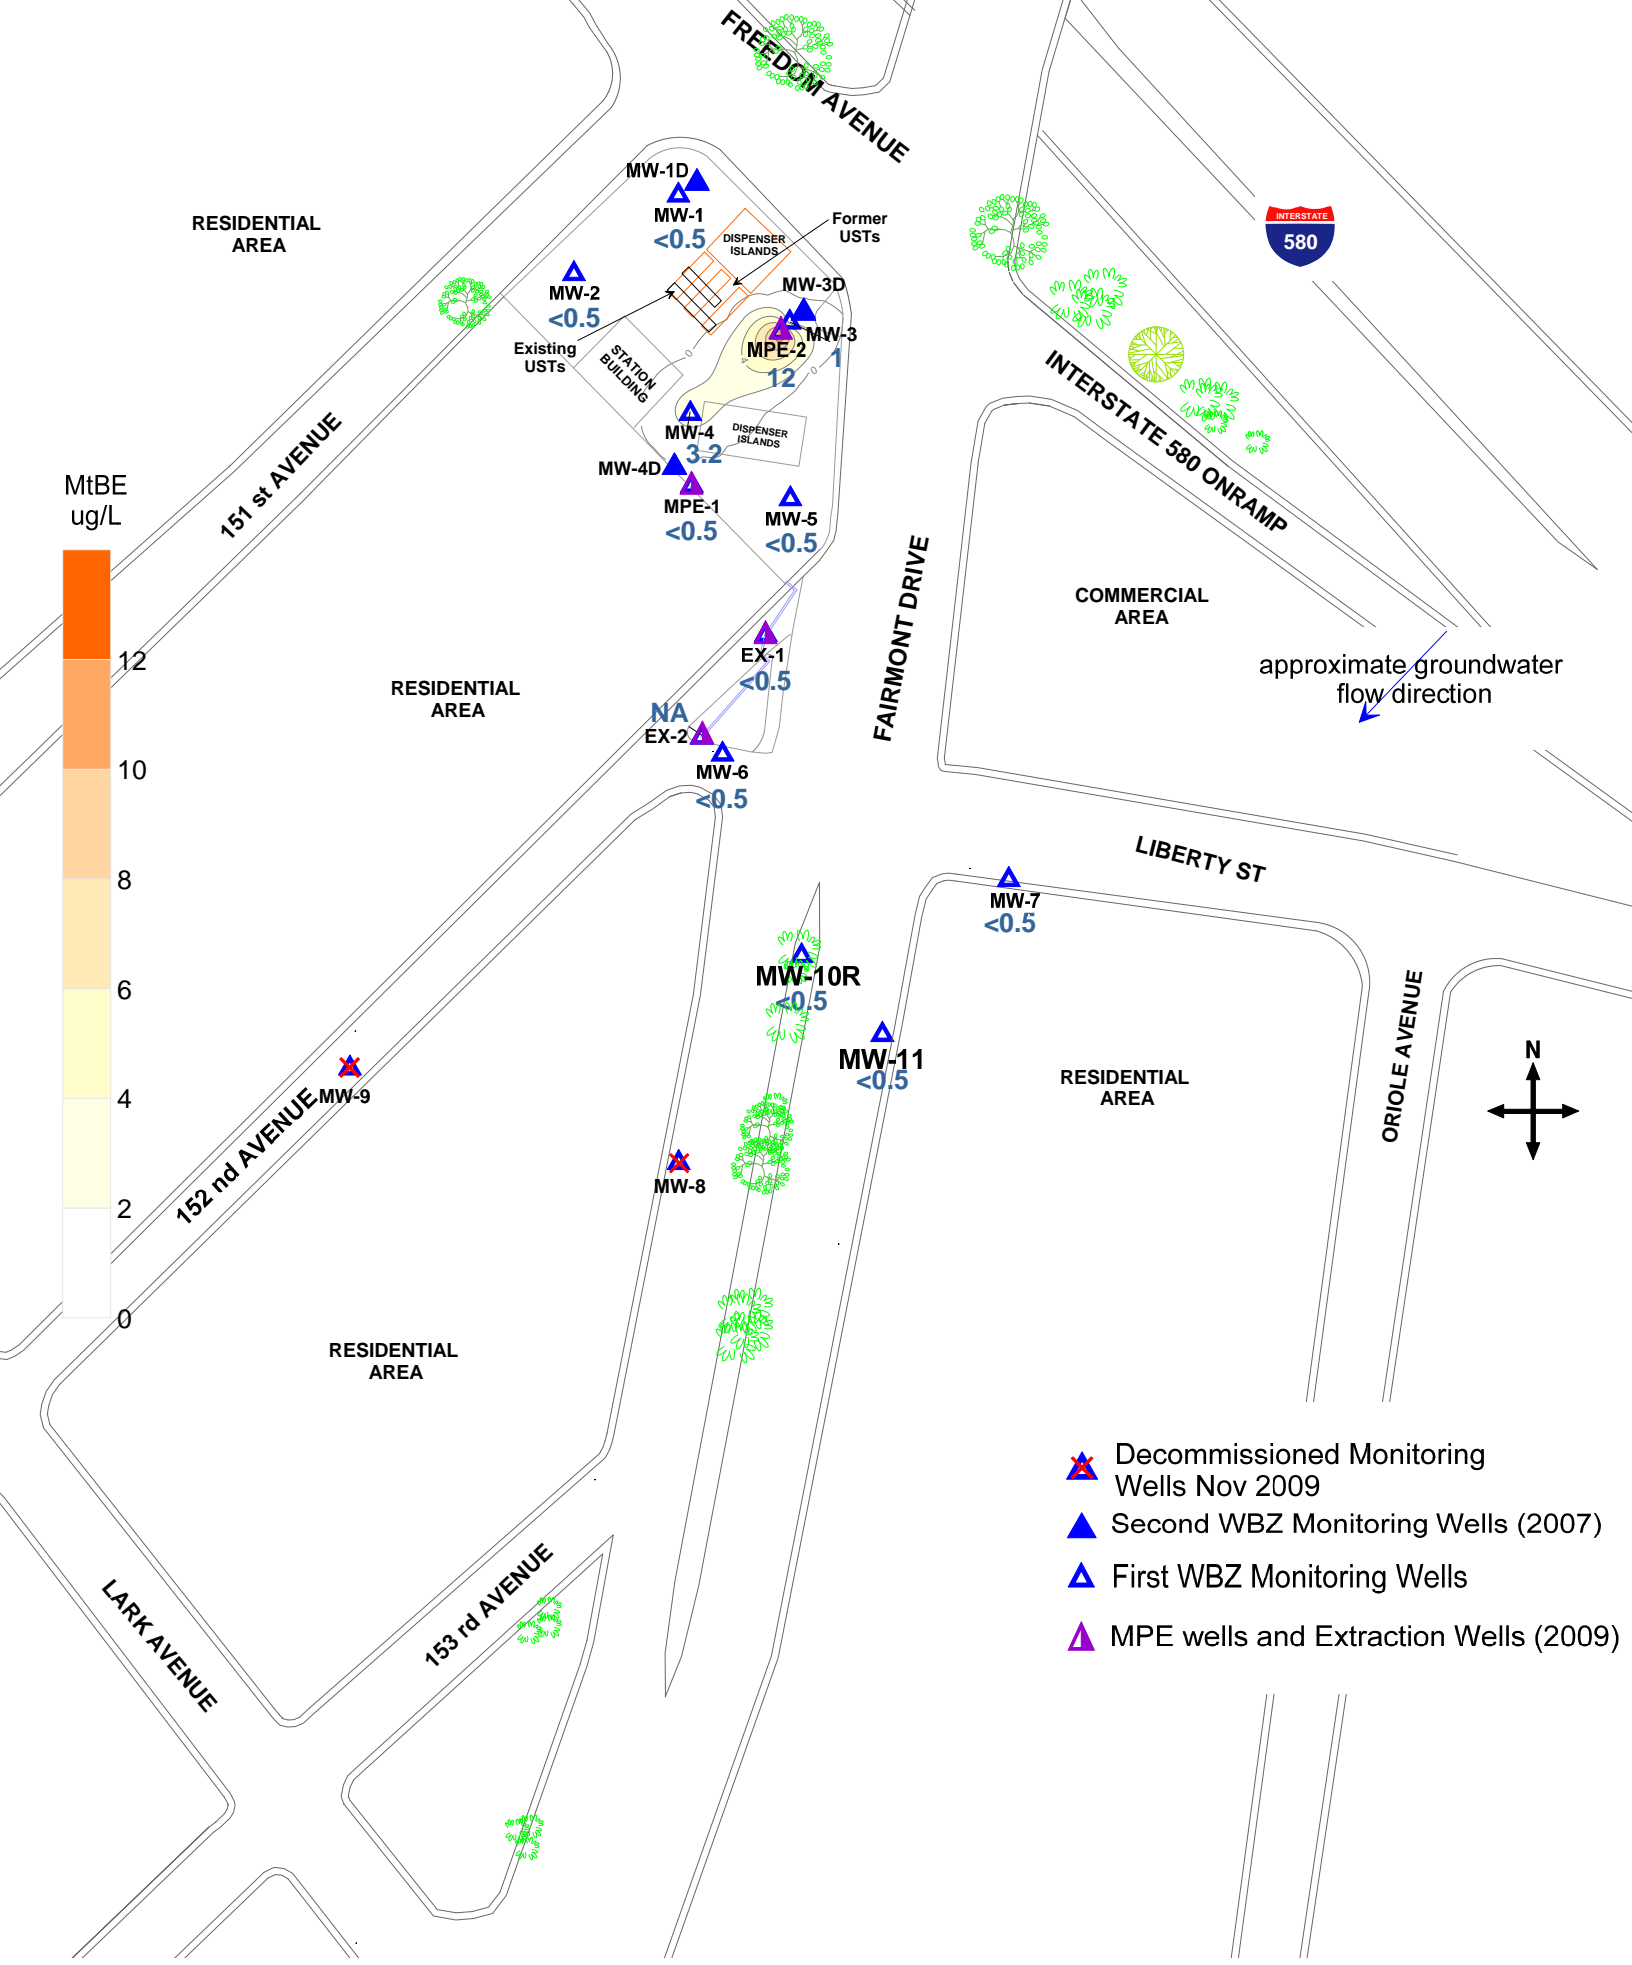 FREEDOM AVENUE
MW-1D
MW-1
<0.5
RESIDENTIAL
AREA
DISPENSER
ISLANDS
Former
USTs
INTERSTATE
580
MW-2
<0.5
MW-3D
MW-3
1
MPE-2
12
Existing
USTs
STATION
BUILDING
0
4
0
INTERSTATE 580 ONRAMP
MW-4
3.2
DISPENSER
ISLANDS
MW-4D
MPE-1
<0.5
MW-5
<0.5
151 st AVENUE
MtBE
ug/L
12
10
8
6
4
2
0
FAIRMONT DRIVE
COMMERCIAL
AREA
EX-1
<0.5
approximate groundwater
flow direction
RESIDENTIAL
AREA
NA
EX-2
MW-6
<0.5
LIBERTY ST
MW-7
<0.5
MW-10R
<0.5
MW-11
<0.5
ORIOLE AVENUE
N
RESIDENTIAL
AREA
MW-9
152 nd AVENUE
MW-8
RESIDENTIAL
AREA
Decommissioned Monitoring
Wells Nov 2009
Second WBZ Monitoring Wells (2007)
First WBZ Monitoring Wells
MPE wells and Extraction Wells (2009)
LARK AVENUE
153 rd AVENUE